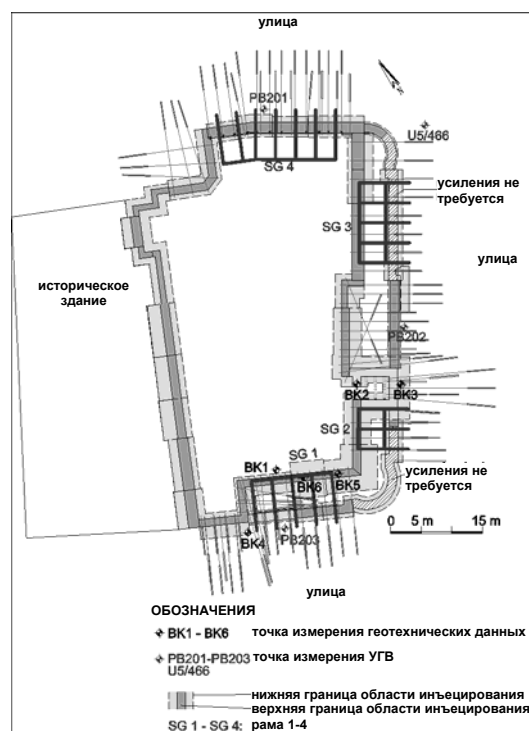 улица
PB201
U5/466
SG 4
усиления не
требуется
SG 3
улица
историческое
здание
PB202
BK2
BK3
SG 2
BK1
SG 1
BK6
BK5
усиления не
требуется
BK4
PB203
0 5 m 15 m
улица
ОБОЗНАЧЕНИЯ
BK1 - BK6 точка измерения геотехнических данных
PB201-PB203 точка измерения УГВ
U5/466
нижняя граница области инъецирования
верхняя граница области инъецирования
SG 1 - SG 4: рама 1-4